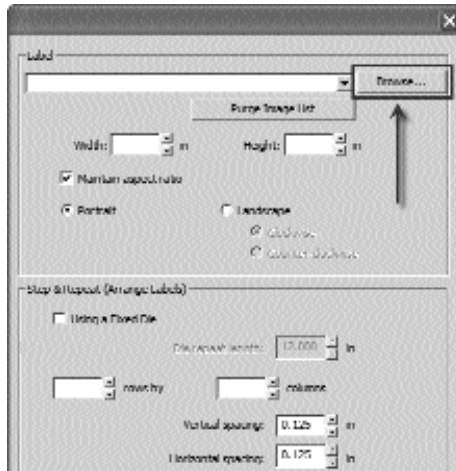 Label
Browse...
Purge Image List
Width: in Height: in
Maintain aspect ratio
Portrait Landscape
Clockwise
Counter-clockwise
Step & Repeat (Arrange Labels)
Using a Fixed Die
Die repeat length: 12.000 in
rows by columns
Vertical spacing: 0.125 in
Horizontal spacing: 0.125 in